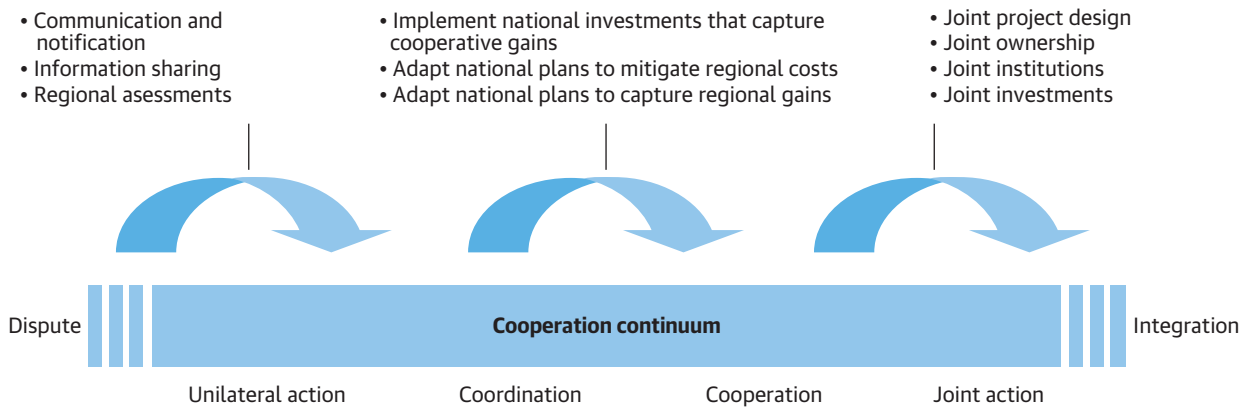 • Communication and
notification
• Information sharing
• Regional asessments
• Implement national investments that capture
cooperative gains
• Adapt national plans to mitigate regional costs
• Adapt national plans to capture regional gains
• Joint project design
• Joint ownership
• Joint institutions
• Joint investments
Dispute
Cooperation continuum
Integration
Unilateral action
Coordination
Cooperation
Joint action